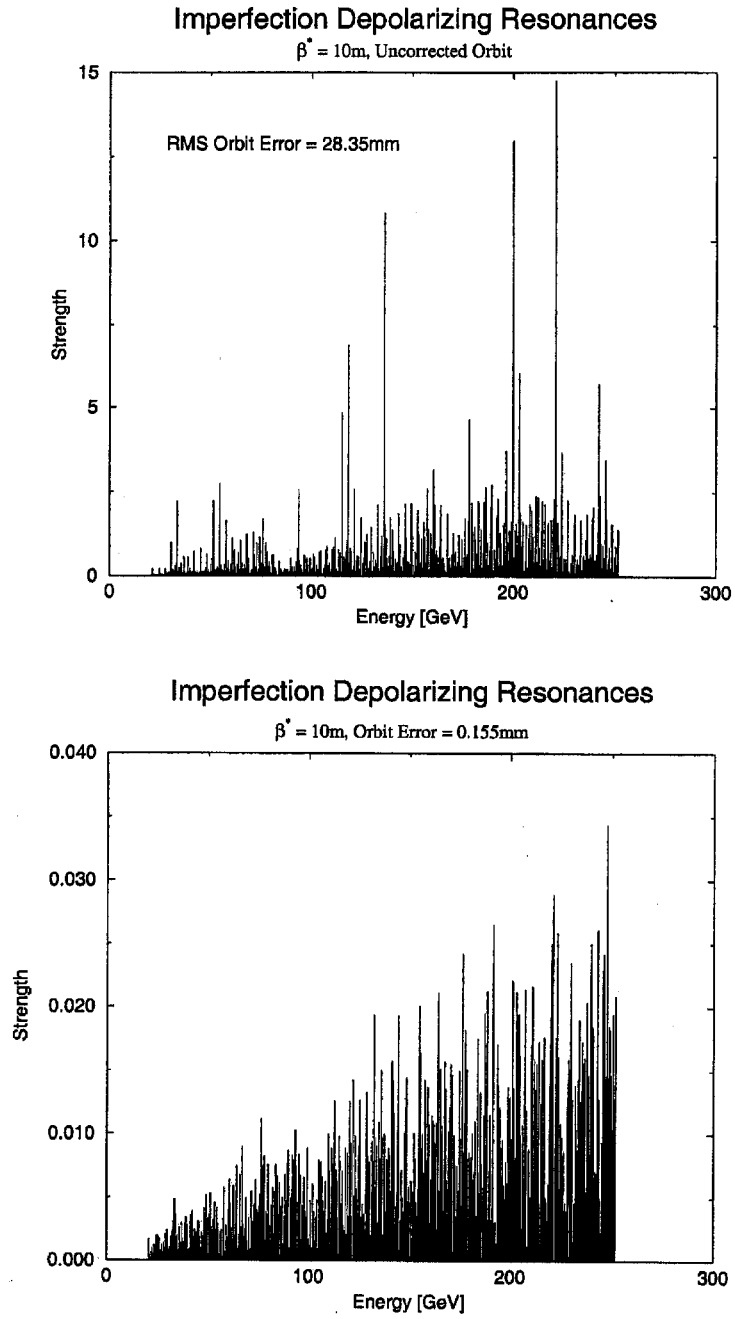 Imperfection Depolarizing Resonances
β* = 10m, Uncorrected Orbit
15
RMS Orbit Error = 28.35mm
10
Strength
5
0
0 100 200 300
Energy [GeV]
Imperfection Depolarizing Resonances
β* = 10m, Orbit Error = 0.155mm
0.040
0.030
Strength
0.020
0.010
0.000
0 100 200 300
Energy [GeV]